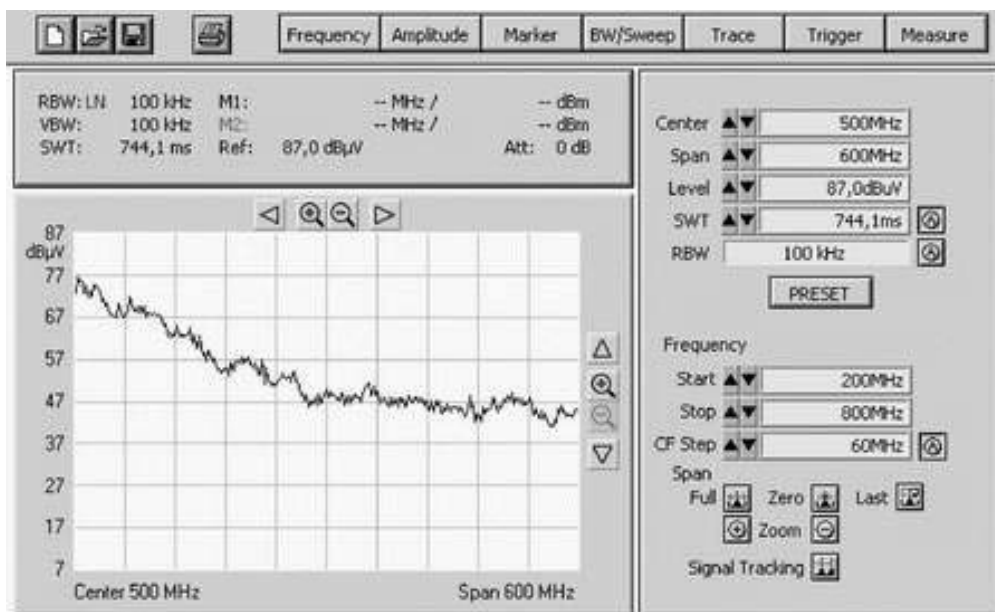 Frequency Amplitude Marker BW/Sweep Trace Trigger Measure
RBW: LN 100 kHz M1: -- MHz / -- dBm
VBW: 100 kHz M2: -- MHz / -- dBm
SWT: 744,1 ms Ref: 87,0 dBµV Att: 0 dB
87
dBµV
77
67
57
47
37
27
17
7
Center 500 MHz Span 600 MHz
Center 500MHz
Span 600MHz
Level 87,0dBuV
SWT 744,1ms
RBW 100 kHz
PRESET
Frequency
Start 200MHz
Stop 800MHz
CF Step 60MHz
Span
Full Zero Last
Zoom
Signal Tracking